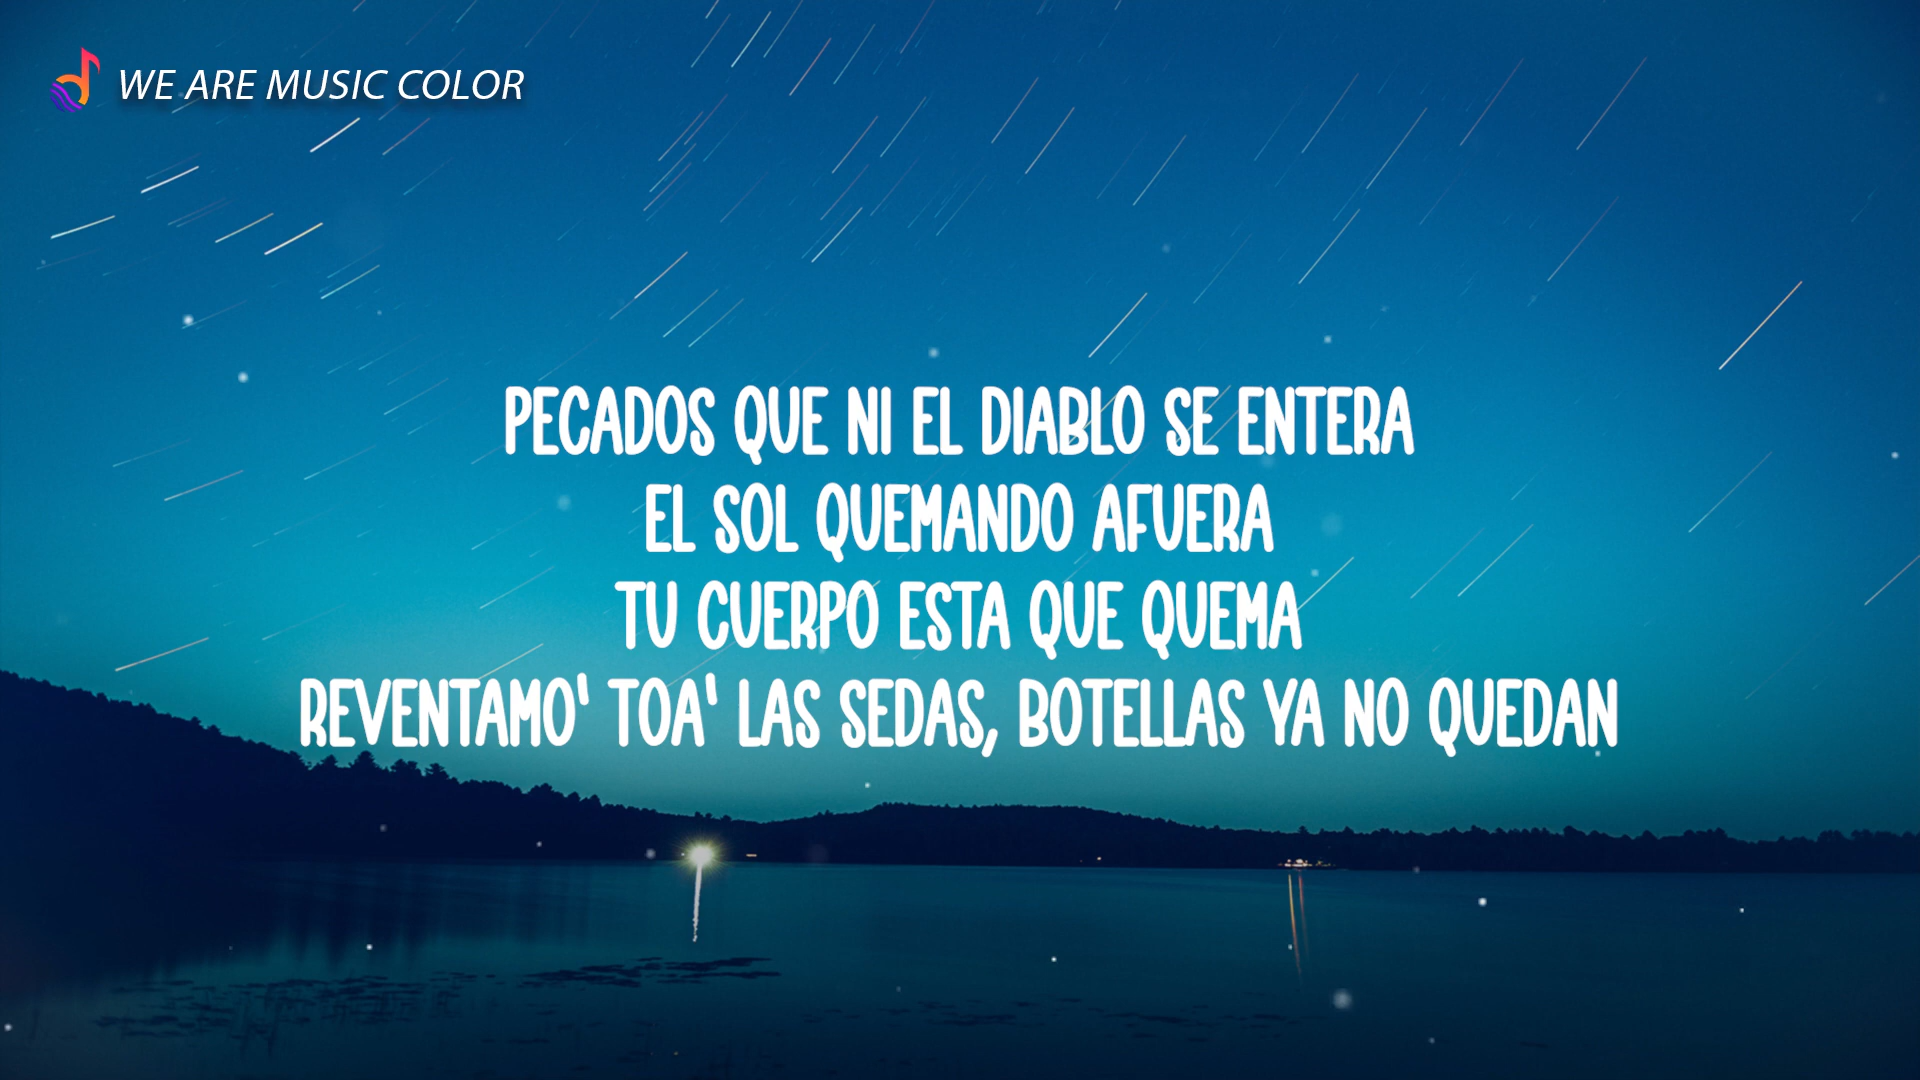 WE ARE MUSIC COLOR
PECADOS QUE NI EL DIABLO SE ENTERA
EL SOL QUEMANDO AFUERA
TU CUERPO ESTA QUE QUEMA
REVENTAMO' TOA' LAS SEDAS, BOTELLAS YA NO QUEDAN